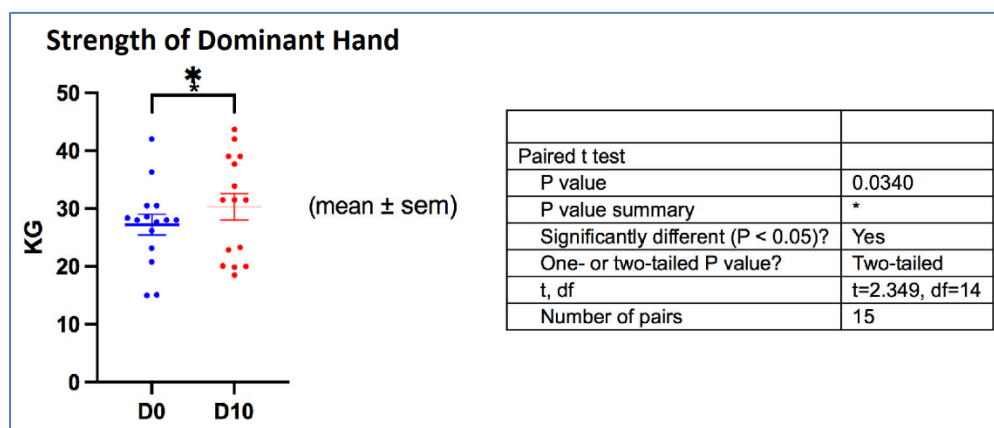 Strength of Dominant Hand
*
*
50
40
30
20
10
0
KG
D0 D10
(mean ± sem)
Paired t test
P value 0.0340
P value summary *
Significantly different (P < 0.05)? Yes
One- or two-tailed P value? Two-tailed
t, df t=2.349, df=14
Number of pairs 15